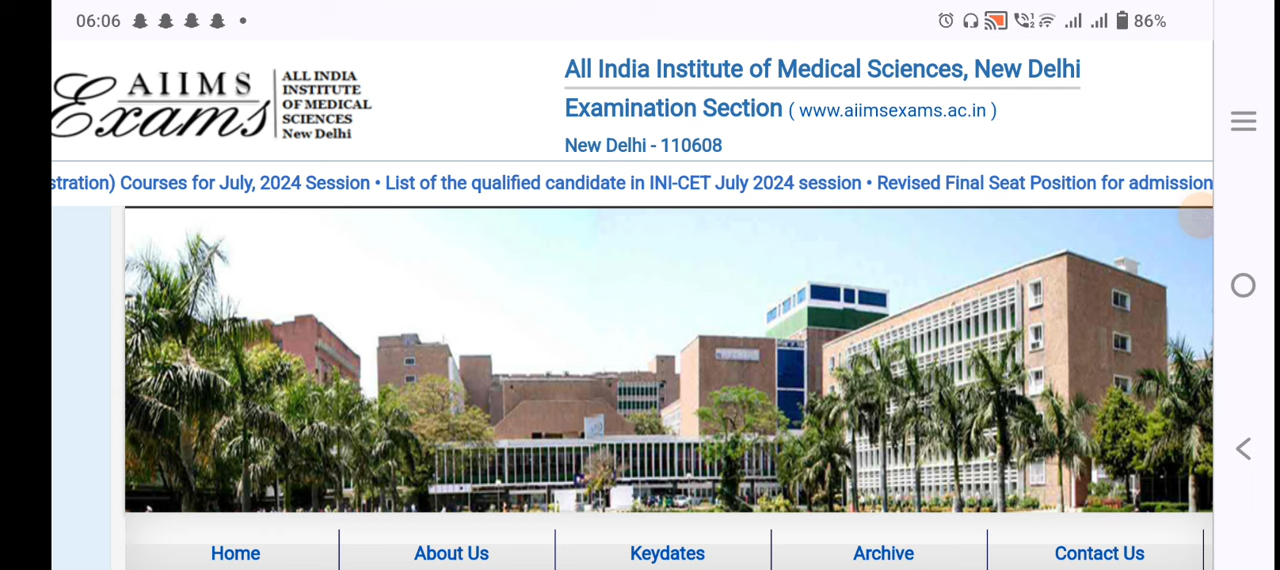 06:06
86%
AIIMS
Exams
ALL INDIA
INSTITUTE
OF MEDICAL
SCIENCES
New Delhi
All India Institute of Medical Sciences, New Delhi
Examination Section ( www.aiimsexams.ac.in )
New Delhi - 110608
stration) Courses for July, 2024 Session • List of the qualified candidate in INI-CET July 2024 session • Revised Final Seat Position for admission
Home
About Us
Keydates
Archive
Contact Us